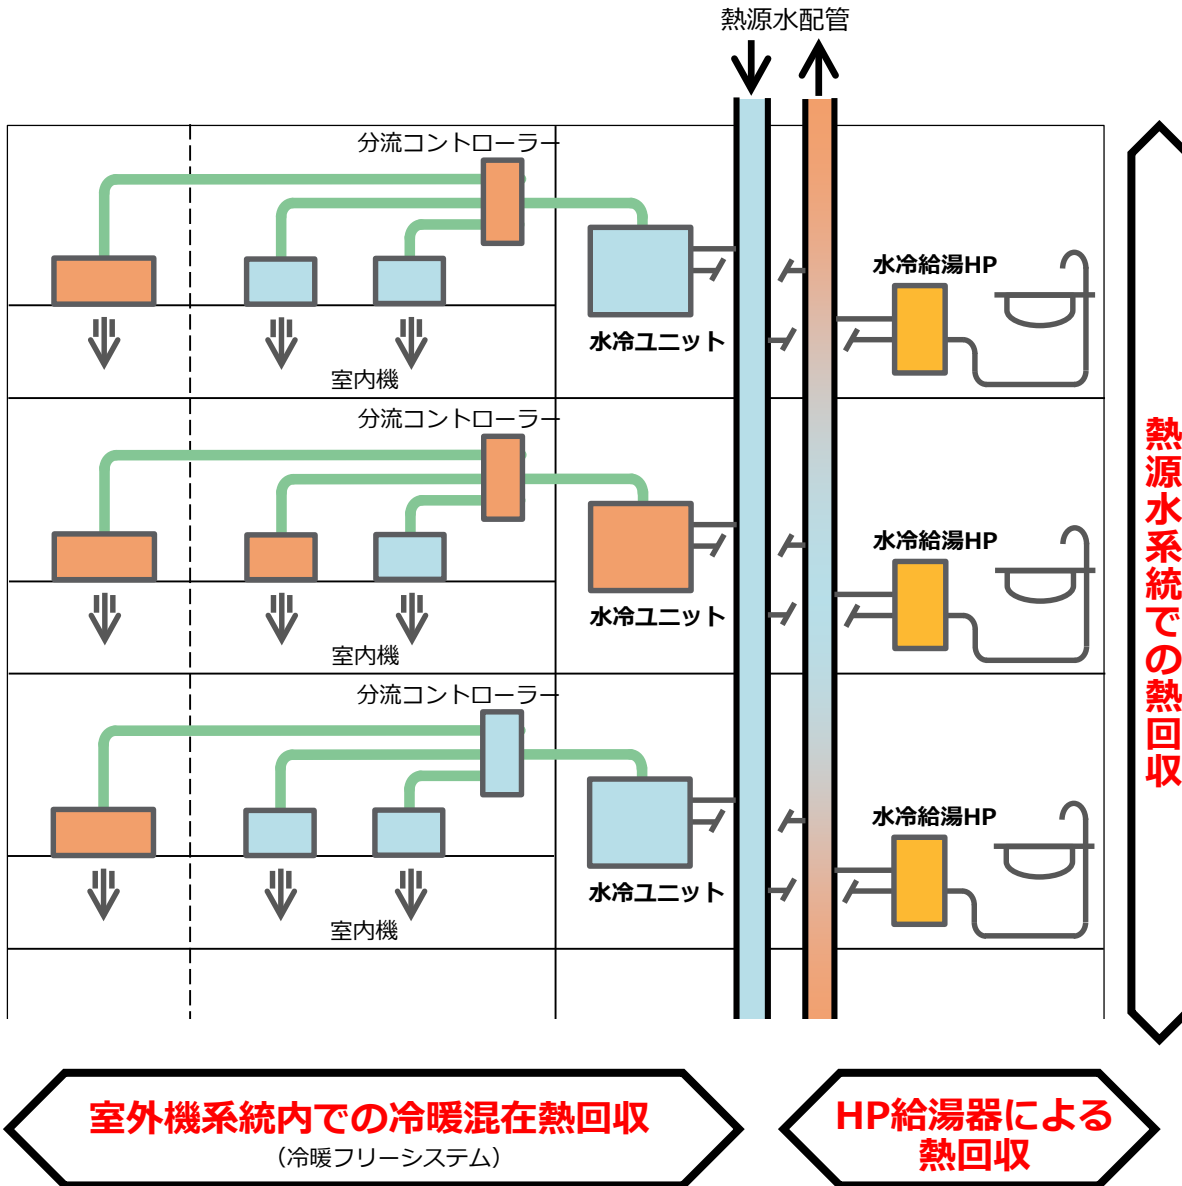 熱源水配管
分流コントローラー
水冷給湯HP
水冷ユニット
室内機
分流コントローラー
水冷給湯HP
水冷ユニット
室内機
分流コントローラー
水冷給湯HP
水冷ユニット
室内機
熱源水系統での熱回収
室外機系統内での冷暖混在熱回収
（冷暖フリーシステム）
HP給湯器による
熱回収